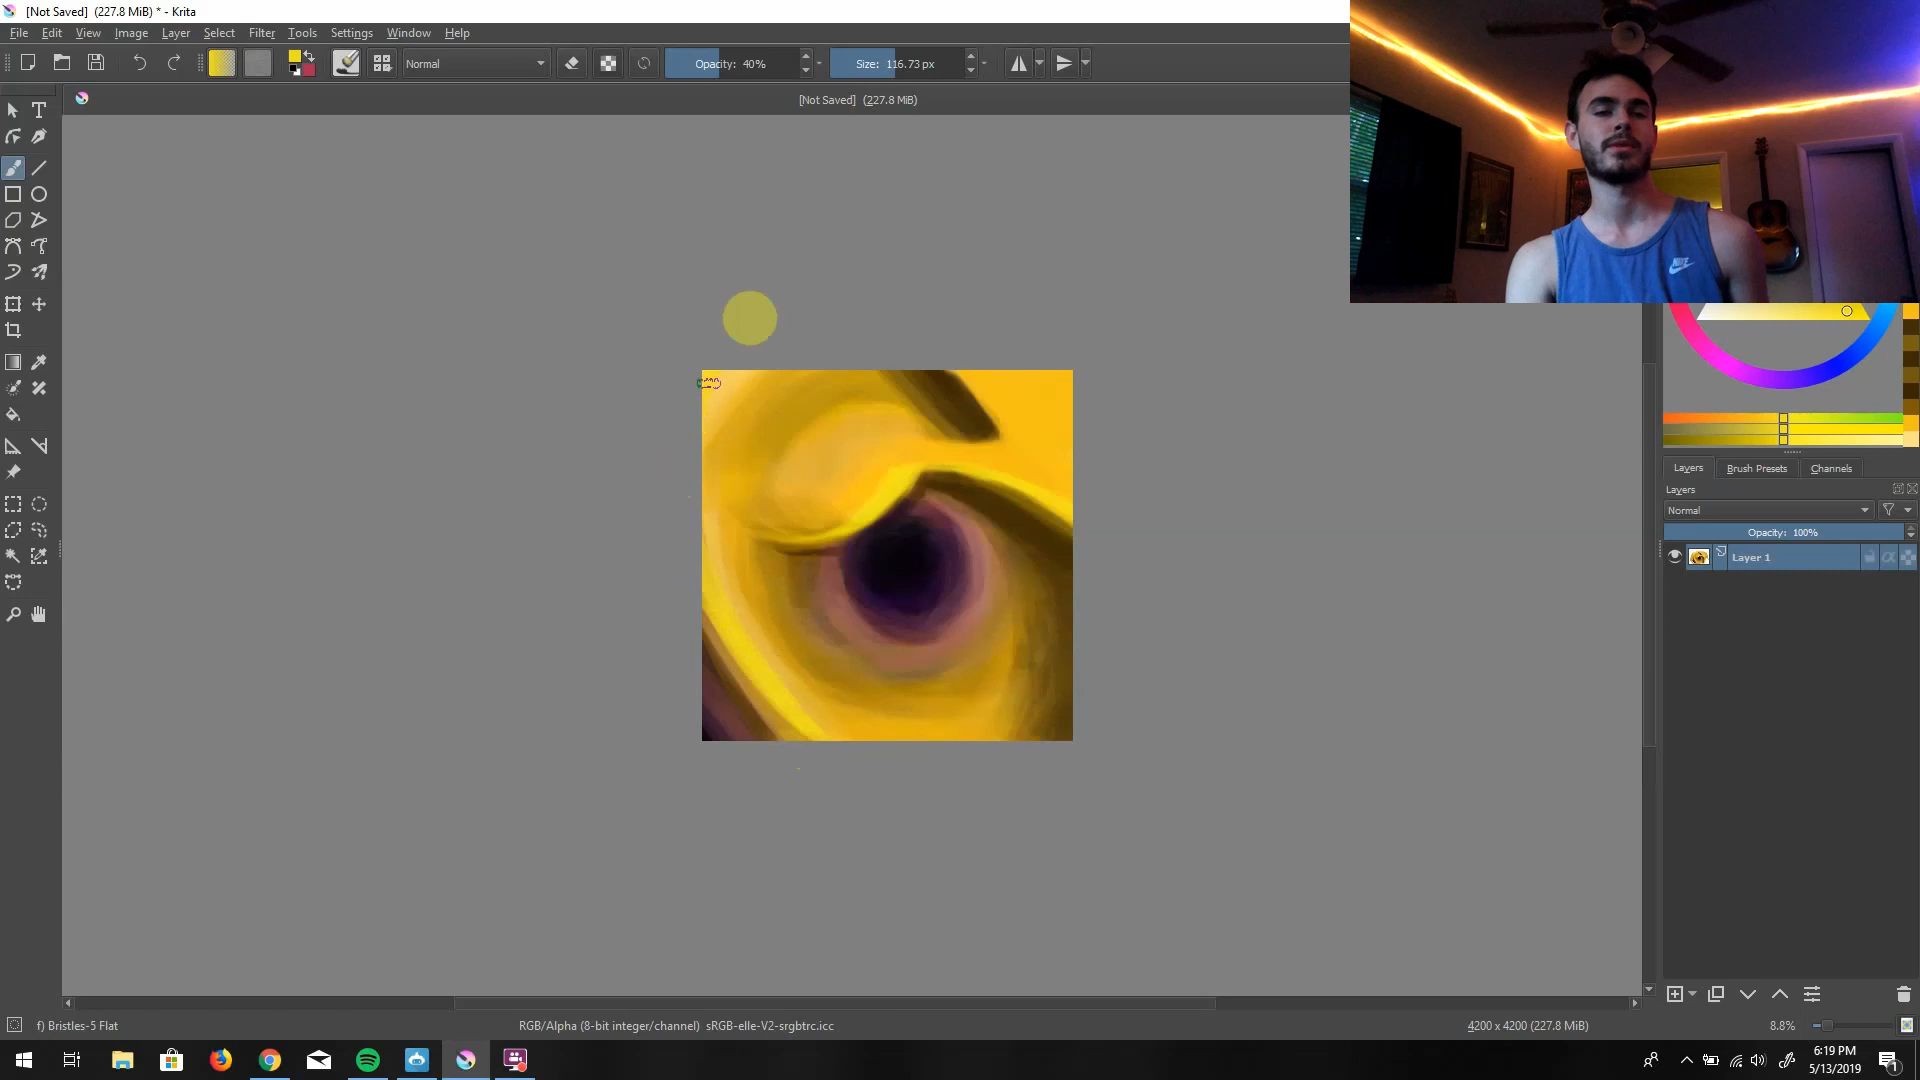 [Not Saved] (227.8 MiB) * - Krita
File Edit View Image Layer Select Filter Tools Settings Window Help
Normal
Opacity: 40%
Size: 116.73 px
[Not Saved] (227.8 MiB)
NIKE
Layers Brush Presets Channels
Layers
Normal
Opacity: 100%
Layer 1
f) Bristles-5 Flat
RGB/Alpha (8-bit integer/channel) sRGB-elle-V2-srgbtrc.icc
4200 x 4200 (227.8 MiB)
8.8%
6:19 PM
5/13/2019
1